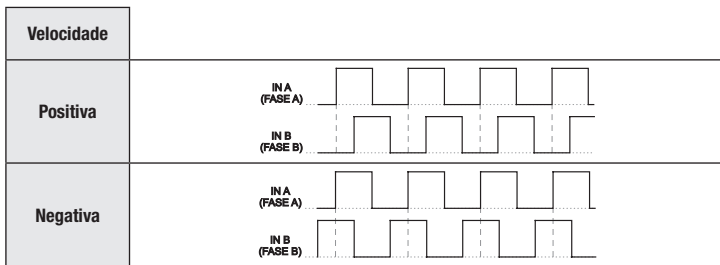 Velocidade
Positiva
IN A
(FASE A)
IN B
(FASE B)
Negativa
IN A
(FASE A)
IN B
(FASE B)